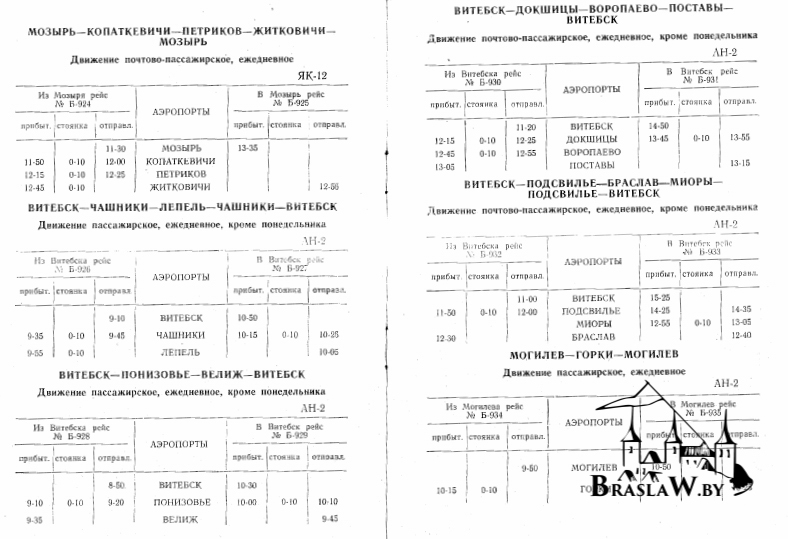 МОЗЫРЬ—КОПАТКЕВИЧИ—ПЕТРИКОВ—ЖИТКОВИЧИ—
МОЗЫРЬ
Движение почтово-пассажирское, ежедневное
ЯК-12
Из Мозыря рейс № Б-924 АЭРОПОРТЫ В Мозырь рейс № Б-925
прибыт. стоянка отправл. прибыт. стоянка отправл.
11-30 МОЗЫРЬ 13-35
11-50 0-10 12-00 КОПАТКЕВИЧИ
12-15 0-10 12-25 ПЕТРИКОВ
12-45 0-10 ЖИТКОВИЧИ 12-56
ВИТЕБСК—ЧАШНИКИ—ЛЕПЕЛЬ—ЧАШНИКИ—ВИТЕБСК
Движение пассажирское, ежедневное, кроме понедельника
АН-2
Из Витебска рейс № Б-926 АЭРОПОРТЫ В Витебск рейс № Б-927
прибыт. стоянка отправл. прибыт. стоянка отправл.
9-10 ВИТЕБСК 10-50
9-35 0-10 9-45 ЧАШНИКИ 10-15 0-10 10-25
9-55 0-10 ЛЕПЕЛЬ 10-05
ВИТЕБСК—ПОНИЗОВЬЕ—ВЕЛИЖ—ВИТЕБСК
Движение пассажирское, ежедневное, кроме понедельника
АН-2
Из Витебска рейс № Б-928 АЭРОПОРТЫ В Витебск рейс № Б-929
прибыт. стоянка отправл. прибыт. стоянка отправл.
8-50 ВИТЕБСК 10-30
9-10 0-10 9-20 ПОНИЗОВЬЕ 10-00 0-10 10-10
9-35 ВЕЛИЖ 9-45
ВИТЕБСК—ДОКШИЦЫ—ВОРОПАЕВО—ПОСТАВЫ—
ВИТЕБСК
Движение почтово-пассажирское, ежедневное, кроме понедельника
АН-2
Из Витебска рейс № Б-930 АЭРОПОРТЫ В Витебск рейс № Б-931
прибыт. стоянка отправл. прибыт. стоянка отправл.
11-20 ВИТЕБСК 14-50
12-15 0-10 12-25 ДОКШИЦЫ 13-45 0-10 13-55
12-45 0-10 12-55 ВОРОПАЕВО
13-05 ПОСТАВЫ 13-15
ВИТЕБСК—ПОДСВИЛЬЕ—БРАСЛАВ—МИОРЫ—
ПОДСВИЛЬЕ—ВИТЕБСК
Движение почтово-пассажирское, ежедневное, кроме понедельника
АН-2
Из Витебска рейс № Б-932 АЭРОПОРТЫ В Витебск рейс № Б-933
прибыт. стоянка отправл. прибыт. стоянка отправл.
11-00 ВИТЕБСК 15-25
11-50 0-10 12-00 ПОДСВИЛЬЕ 14-25 14-35
МИОРЫ 12-55 0-10 13-05
12-30 БРАСЛАВ 12-40
МОГИЛЕВ—ГОРКИ—МОГИЛЕВ
Движение пассажирское, ежедневное
АН-2
Из Могилева рейс № Б-934 АЭРОПОРТЫ В Могилев рейс № Б-935
прибыт. стоянка отправл. прибыт.
9-50 МОГИЛЕВ 10-50
10-15 0-10
BRASLAW.BY